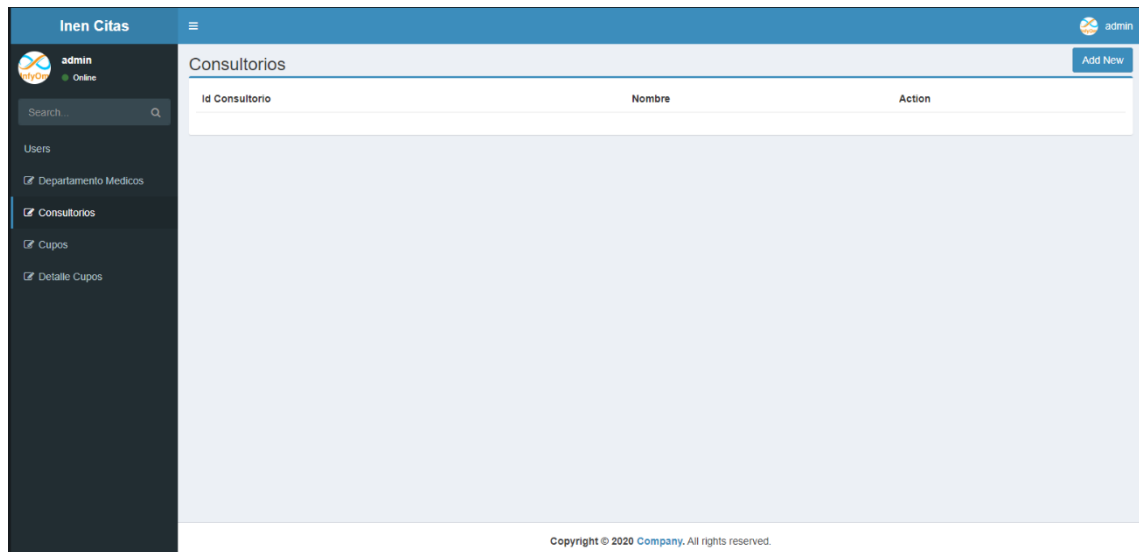 Inen Citas
admin
InfyOm
admin
Online
Search...
Users
Departamento Medicos
Consultorios
Cupos
Detalle Cupos
Consultorios
Add New
Id Consultorio Nombre Action
Copyright © 2020 Company. All rights reserved.